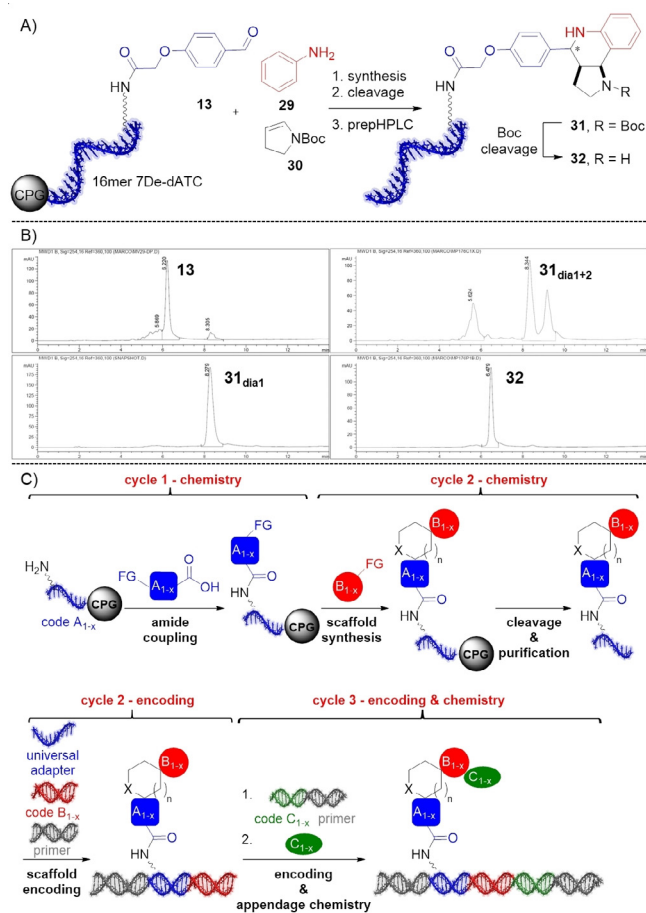 A)
O
O
O
HN
13
NH₂
29
+
N Boc
30
1. synthesis
2. cleavage
3. prepHPLC
CPG
16mer 7De-dATC
HN
O
O
HN
*
N
R
Boc
cleavage
31, R = Boc
32, R = H
B)
13
31dia1+2
31dia1
32
C)
cycle 1 - chemistry
cycle 2 - chemistry
H₂N
code A₁₋ₓ
CPG
FG
A₁₋ₓ
O
OH
amide
coupling
FG
A₁₋ₓ
O
HN
CPG
FG
B₁₋ₓ
scaffold
synthesis
B₁₋ₓ
X
n
A₁₋ₓ
O
HN
CPG
cleavage
&
purification
B₁₋ₓ
X
n
A₁₋ₓ
O
HN
cycle 2 - encoding
cycle 3 - encoding & chemistry
universal
adapter
code B₁₋ₓ
primer
scaffold
encoding
B₁₋ₓ
X
n
A₁₋ₓ
O
HN
1.
code C₁₋ₓ primer
2. C₁₋ₓ
encoding
&
appendage chemistry
B₁₋ₓ
C₁₋ₓ
X
n
A₁₋ₓ
O
HN